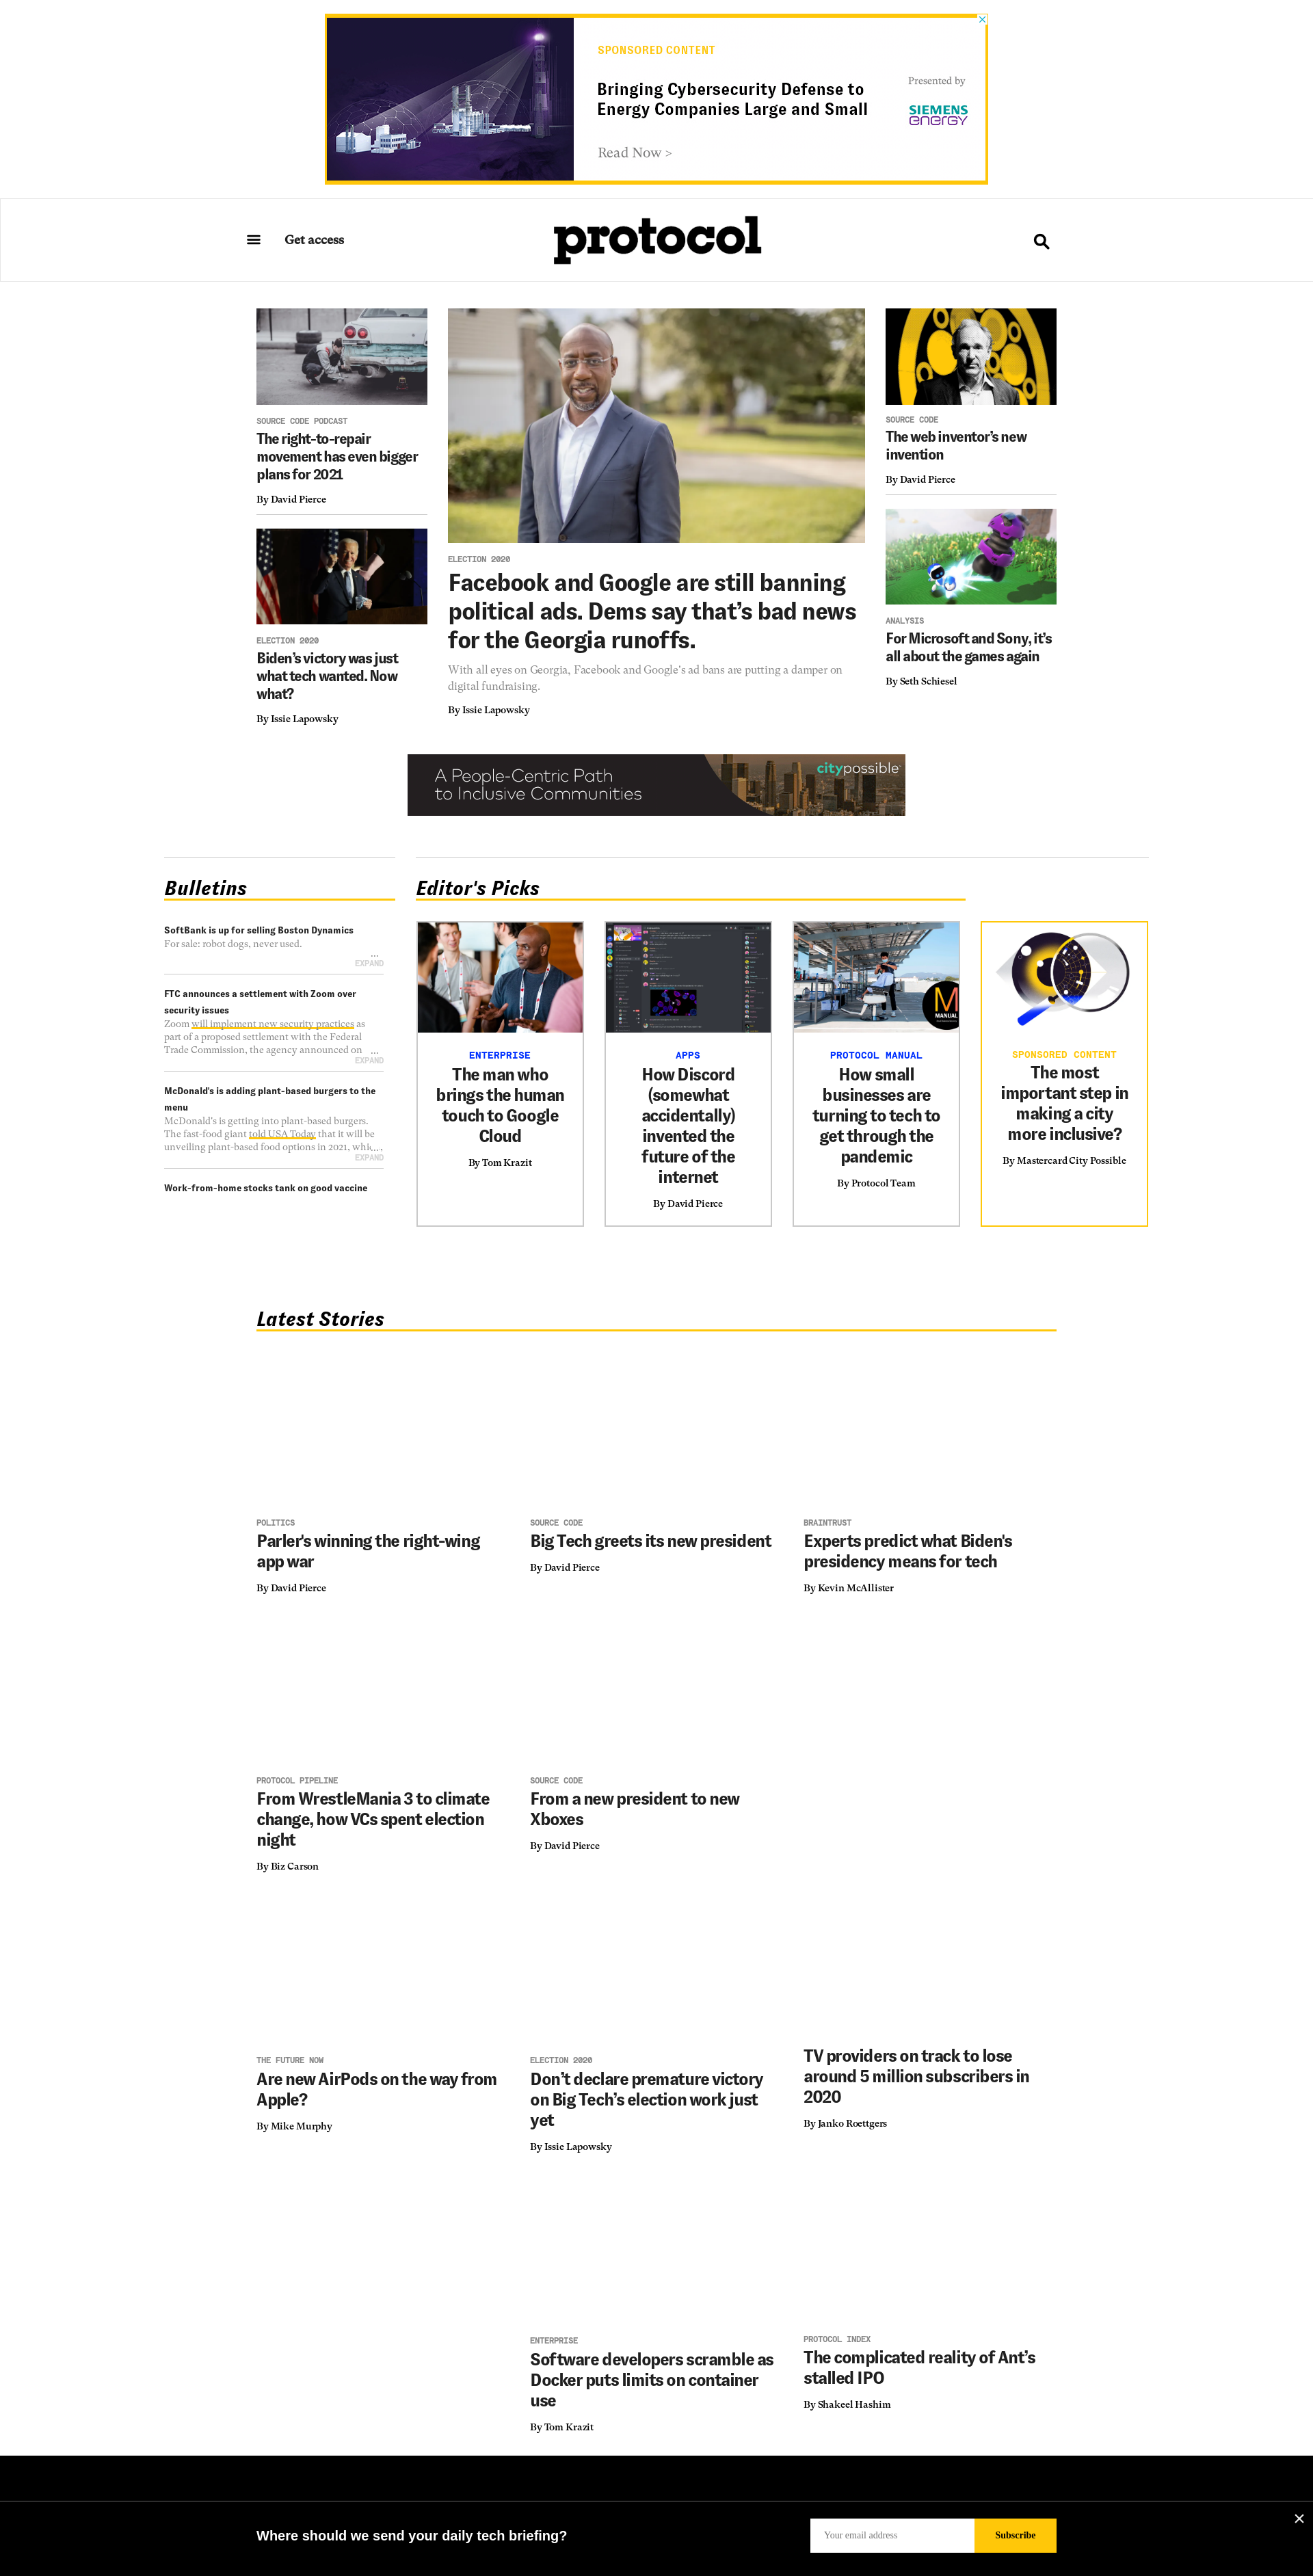 SPONSORED CONTENT
Bringing Cybersecurity Defense to
Energy Companies Large and Small
Read Now >
Presented by
SIEMENS
energy
Get access
protocol
SOURCE CODE PODCAST
The right-to-repair
movement has even bigger
plans for 2021
By David Pierce
ELECTION 2020
Biden’s victory was just
what tech wanted. Now
what?
By Issie Lapowsky
ELECTION 2020
Facebook and Google are still banning
political ads. Dems say that’s bad news
for the Georgia runoffs.
With all eyes on Georgia, Facebook and Google's ad bans are putting a damper on
digital fundraising.
By Issie Lapowsky
SOURCE CODE
The web inventor’s new
invention
By David Pierce
ANALYSIS
For Microsoft and Sony, it’s
all about the games again
By Seth Schiesel
A People-Centric Path
to Inclusive Communities
citypossible
Bulletins
SoftBank is up for selling Boston Dynamics
For sale: robot dogs, never used.
...
EXPAND
FTC announces a settlement with Zoom over
security issues
Zoom will implement new security practices as
part of a proposed settlement with the Federal
Trade Commission, the agency announced on ...
EXPAND
McDonald's is adding plant-based burgers to the
menu
McDonald's is getting into plant-based burgers.
The fast-food giant told USA Today that it will be
unveiling plant-based food options in 2021, whic...
EXPAND
Work-from-home stocks tank on good vaccine
Editor's Picks
ENTERPRISE
The man who
brings the human
touch to Google
Cloud
By Tom Krazit
APPS
How Discord
(somewhat
accidentally)
invented the
future of the
internet
By David Pierce
M
MANUAL
PROTOCOL MANUAL
How small
businesses are
turning to tech to
get through the
pandemic
By Protocol Team
SPONSORED CONTENT
The most
important step in
making a city
more inclusive?
By Mastercard City Possible
Latest Stories
POLITICS
Parler's winning the right-wing
app war
By David Pierce
SOURCE CODE
Big Tech greets its new president
By David Pierce
BRAINTRUST
Experts predict what Biden's
presidency means for tech
By Kevin McAllister
PROTOCOL PIPELINE
From WrestleMania 3 to climate
change, how VCs spent election
night
By Biz Carson
SOURCE CODE
From a new president to new
Xboxes
By David Pierce
THE FUTURE NOW
Are new AirPods on the way from
Apple?
By Mike Murphy
ELECTION 2020
Don’t declare premature victory
on Big Tech’s election work just
yet
By Issie Lapowsky
TV providers on track to lose
around 5 million subscribers in
2020
By Janko Roettgers
ENTERPRISE
Software developers scramble as
Docker puts limits on container
use
By Tom Krazit
PROTOCOL INDEX
The complicated reality of Ant’s
stalled IPO
By Shakeel Hashim
Where should we send your daily tech briefing?
Your email address
Subscribe